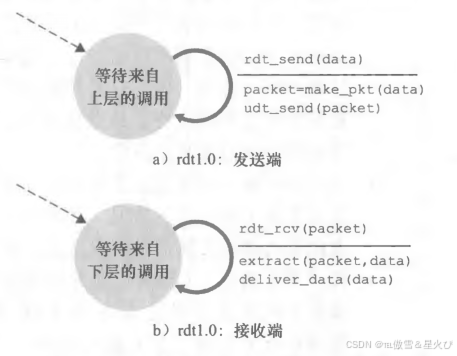 等待来自
上层的调用
rdt_send(data)
packet=make_pkt(data)
udt_send(packet)
a）rdt1.0：发送端
等待来自
下层的调用
rdt_rcv(packet)
extract(packet,data)
deliver_data(data)
b）rdt1.0：接收端
CSDN @m傲雪＆星火び